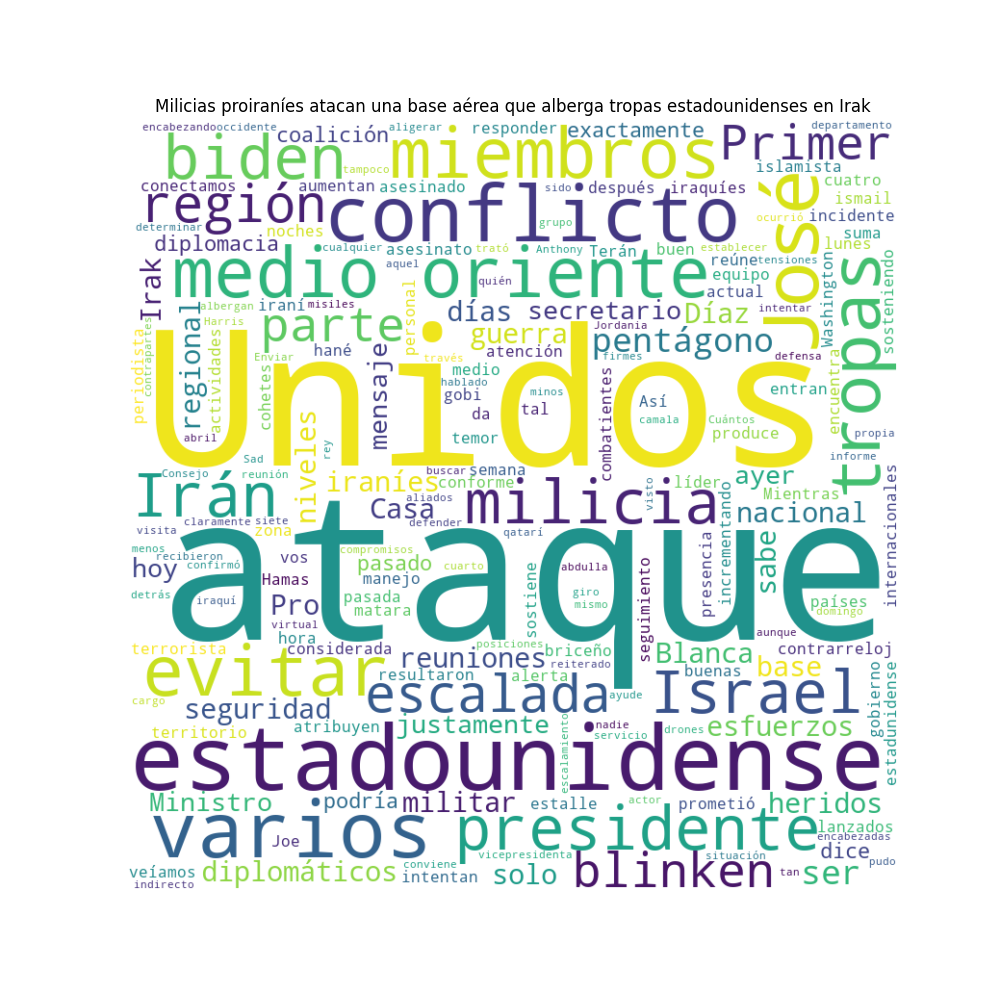 Milicias proiraníes atacan una base aérea que alberga tropas estadounidenses en Irak
encabezando occidente coalición aligerar responder exactamente Primer departamento
biden tampoco miembros islamista
conectamos aumentan asesinado sido después iraquíes José cuatro
región conflicto grupo ocurrió ismail
determinar noches incidente
diplomacia cualquier asesinato trató Anthony Terán buen establecer suma lunes
Irak medio oriente aquel quién reúne tensiones equipo Washington sosteniendo
albergan iraní misiles personal actual tropas
contrapartes regional Harris parte días secretario Díaz intentar
periodista actividades Enviar hané mensaje guerra Jordania pentágono
cohetes través atención firmes defensa
Unidos medio hablado gobi minos combatientes Así entran encuentra
abril da tal camala Cuántos produce propia
Sad rey temor informe
Consejo reunión niveles buscar semana visto líder ayer
Irán iraníes conforme Mientras
visita claramente siete Casa aliados milicia incrementando nacional internacionales
zona defender qatarí
menos recibieron vos compromisos presencia sabe
hoy confirmó pasado cuarto abdulla
detrás Hamas manejo giro países
iraquí Pro pasada matara sostiene mismo seguimiento domingo
virtual ataque
terrorista hora considerada posiciones briceño aunque contrarreloj
evitar reuniones reiterado Blanca buenas base
resultaron alerta gobierno
cargo escalada ayude Israel
seguridad atribuyen justamente nadie drones esfuerzos estadunidense
territorio servicio
estadounidense escalamiento
Ministro podría militar estalle actor prometió heridos
varios presidente lanzados
Joe encabezadas
vicepresidenta situación dice
veíamos diplomáticos conviene pudo
indirecto intentan solo blinken tan ser